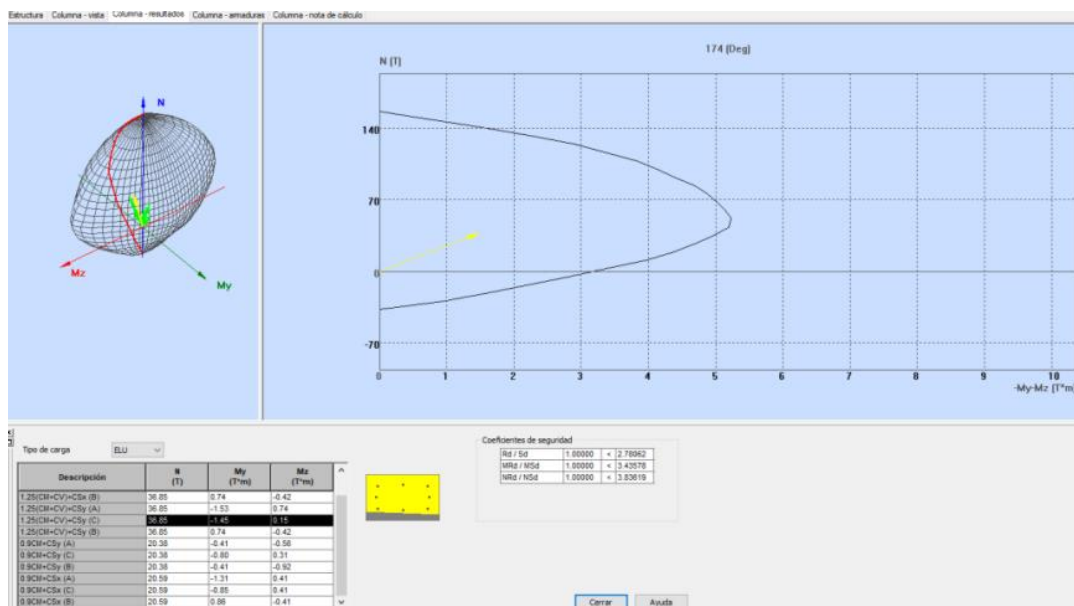 Estructura Columna - vista Columna - resultados Columna - armaduras Columna - nota de cálculo
174 (Deg)
N (T)
140
70
0
-70
0 1 2 3 4 5 6 7 8 9 10
-My-Mz (T*m)
N
Mz
My
Tipo de carga ELU
Coeficientes de seguridad
Rd / Sd 1.00000 < 2.78062
MRd / MSd 1.00000 < 3.43578
NRd / NSd 1.00000 < 3.83619
Descripción N (T) My (T*m) Mz (T*m)
1.25(CM+CV)+CSx (B) 36.85 0.74 -0.42
1.25(CM+CV)+CSy (A) 36.85 -1.53 0.74
1.25(CM+CV)+CSy (C) 36.85 -1.45 0.15
1.25(CM+CV)+CSy (B) 36.85 0.74 -0.42
0.9CM+CSy (A) 20.38 -0.41 -0.58
0.9CM+CSy (C) 20.38 -0.80 0.31
0.9CM+CSy (B) 20.38 -0.41 -0.92
0.9CM+CSx (A) 20.59 -1.31 0.41
0.9CM+CSx (C) 20.59 -0.85 0.41
0.9CM+CSx (B) 20.59 0.86 -0.41
Cerrar Ayuda